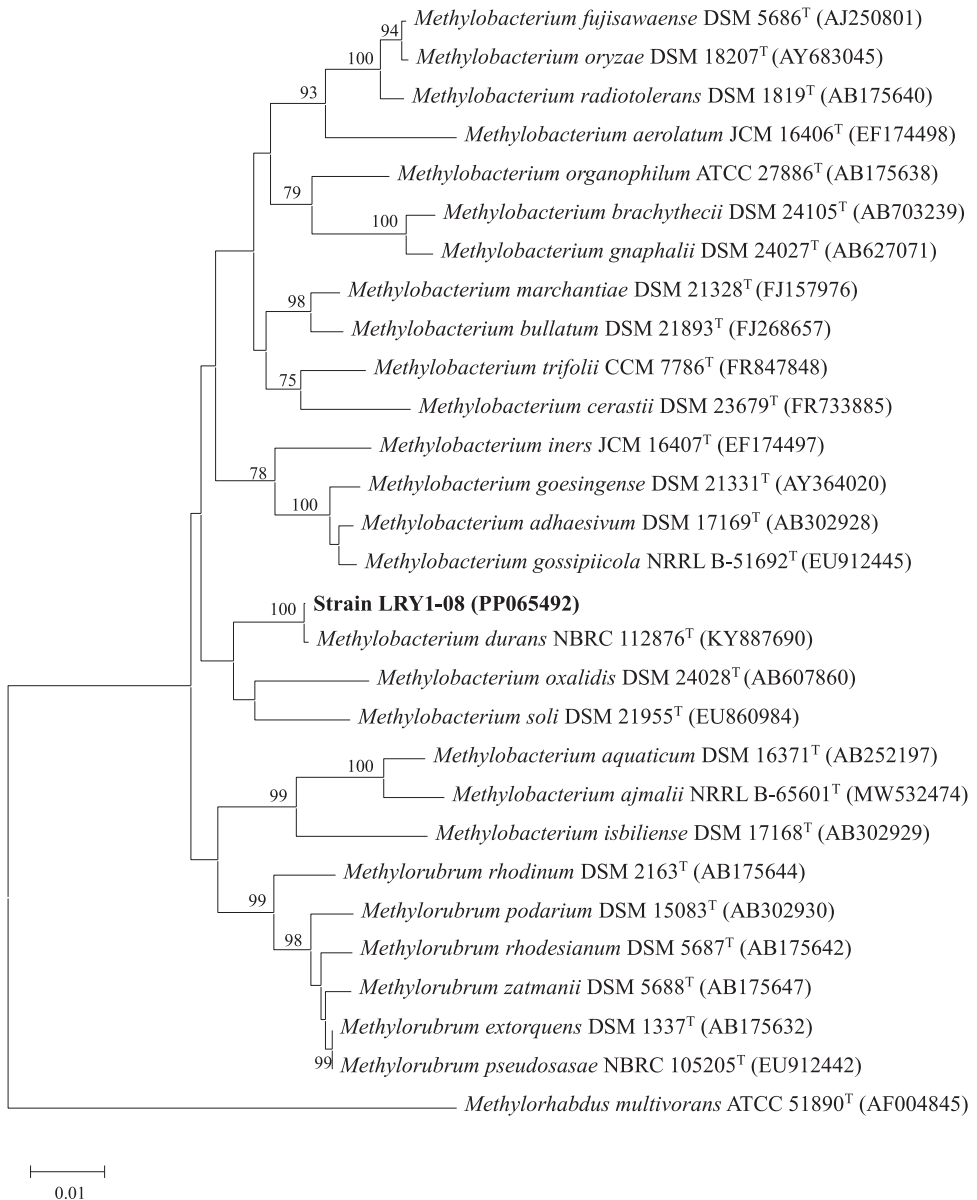 Methylobacterium fujisawaense DSM 5686T (AJ250801)
94
Methylobacterium oryzae DSM 18207T (AY683045)
100
Methylobacterium radiotolerans DSM 1819T (AB175640)
93
Methylobacterium aerolatum JCM 16406T (EF174498)
Methylobacterium organophilum ATCC 27886T (AB175638)
79
Methylobacterium brachythecii DSM 24105T (AB703239)
100
Methylobacterium gnaphalii DSM 24027T (AB627071)
Methylobacterium marchantiae DSM 21328T (FJ157976)
98
Methylobacterium bullatum DSM 21893T (FJ268657)
Methylobacterium trifolii CCM 7786T (FR847848)
75
Methylobacterium cerastii DSM 23679T (FR733885)
Methylobacterium iners JCM 16407T (EF174497)
78
Methylobacterium goesingense DSM 21331T (AY364020)
100
Methylobacterium adhaesivum DSM 17169T (AB302928)
Methylobacterium gossipiicola NRRL B-51692T (EU912445)
Strain LRY1-08 (PP065492)
100
Methylobacterium durans NBRC 112876T (KY887690)
Methylobacterium oxalidis DSM 24028T (AB607860)
Methylobacterium soli DSM 21955T (EU860984)
Methylobacterium aquaticum DSM 16371T (AB252197)
100
Methylobacterium ajmalii NRRL B-65601T (MW532474)
99
Methylobacterium isbiliense DSM 17168T (AB302929)
Methylorubrum rhodinum DSM 2163T (AB175644)
99
Methylorubrum podarium DSM 15083T (AB302930)
98
Methylorubrum rhodesianum DSM 5687T (AB175642)
Methylorubrum zatmanii DSM 5688T (AB175647)
Methylorubrum extorquens DSM 1337T (AB175632)
99
Methylorubrum pseudosasae NBRC 105205T (EU912442)
Methylorhabdus multivorans ATCC 51890T (AF004845)
0.01